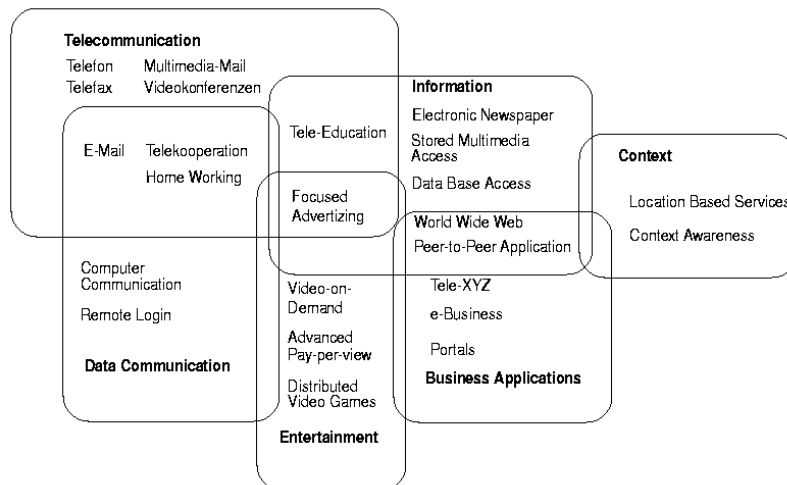 Telecommunication
Telefon Multimedia-Mail
Telefax Videokonferenzen
E-Mail Telekooperation
Home Working
Tele-Education
Focused
Advertizing
Information
Electronic Newspaper
Stored Multimedia
Access
Data Base Access
World Wide Web
Peer-to-Peer Application
Context
Location Based Services
Context Awareness
Computer
Communication
Remote Login
Data Communication
Video-on-
Demand
Advanced
Pay-per-view
Distributed
Video Games
Entertainment
Tele-XYZ
e-Business
Portals
Business Applications